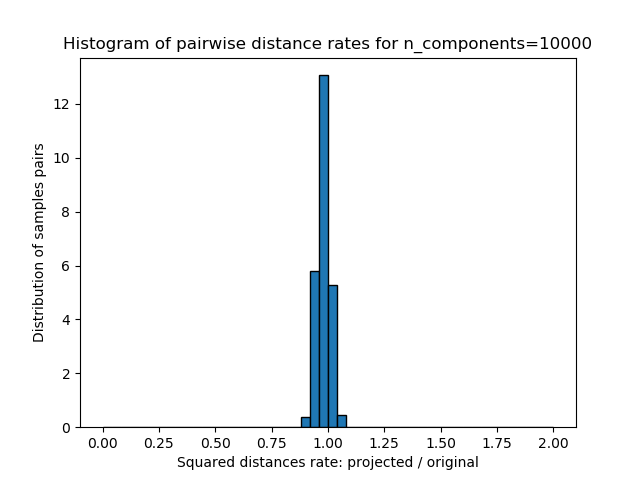 Histogram of pairwise distance rates for n_components=10000
12
10
8
6
4
2
0
Distribution of samples pairs
0.00 0.25 0.50 0.75 1.00 1.25 1.50 1.75 2.00
Squared distances rate: projected / original